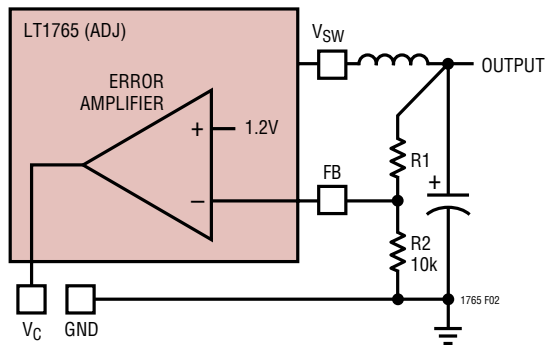 LT1765 (ADJ)
VSW
OUTPUT
ERROR
AMPLIFIER
+
1.2V
R1
+
FB
–
R2
10k
1765 F02
VC
GND